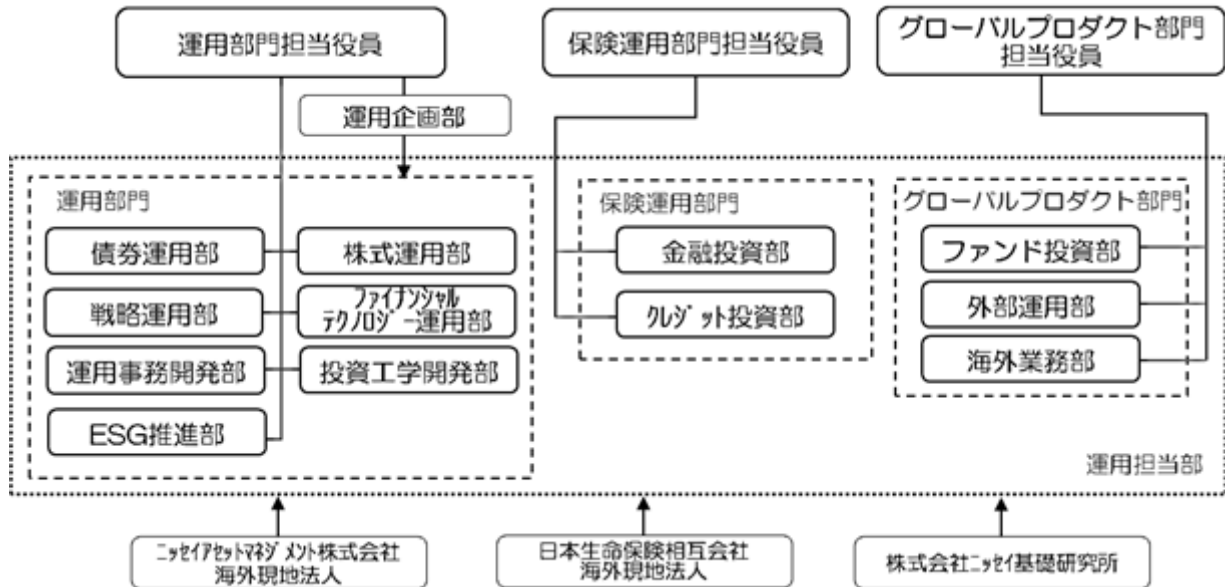 運用部門担当役員
保険運用部門担当役員
グローバルプロダクト部門
担当役員
運用企画部
運用部門
債券運用部
株式運用部
戦略運用部
ファイナンシャル
テクノロジー運用部
運用事務開発部
投資工学開発部
ESG推進部
保険運用部門
金融投資部
クレジット投資部
グローバルプロダクト部門
ファンド投資部
外部運用部
海外業務部
運用担当部
ニッセイアセットマネジメント株式会社
海外現地法人
日本生命保険相互会社
海外現地法人
株式会社ニッセイ基礎研究所